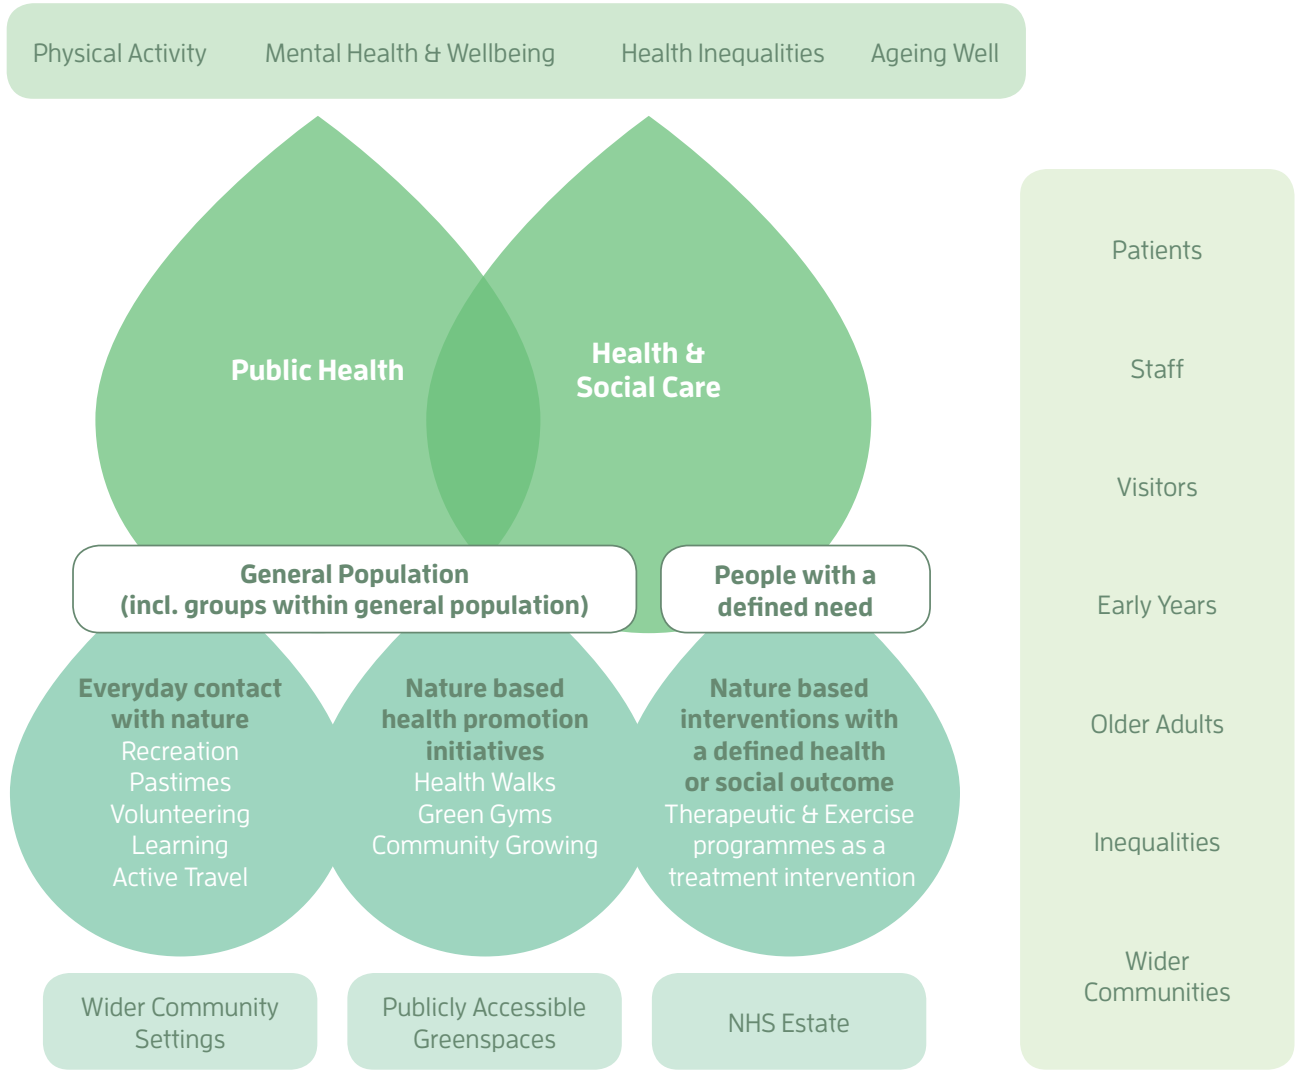 Physical Activity
Mental Health & Wellbeing
Health Inequalities
Ageing Well
Public Health
Health &
Social Care
General Population
(incl. groups within general population)
People with a
defined need
Everyday contact
with nature
Recreation
Pastimes
Volunteering
Learning
Active Travel
Nature based
health promotion
initiatives
Health Walks
Green Gyms
Community Growing
Nature based
interventions with
a defined health
or social outcome
Therapeutic & Exercise
programmes as a
treatment intervention
Wider Community
Settings
Publicly Accessible
Greenspaces
NHS Estate
Patients
Staff
Visitors
Early Years
Older Adults
Inequalities
Wider
Communities